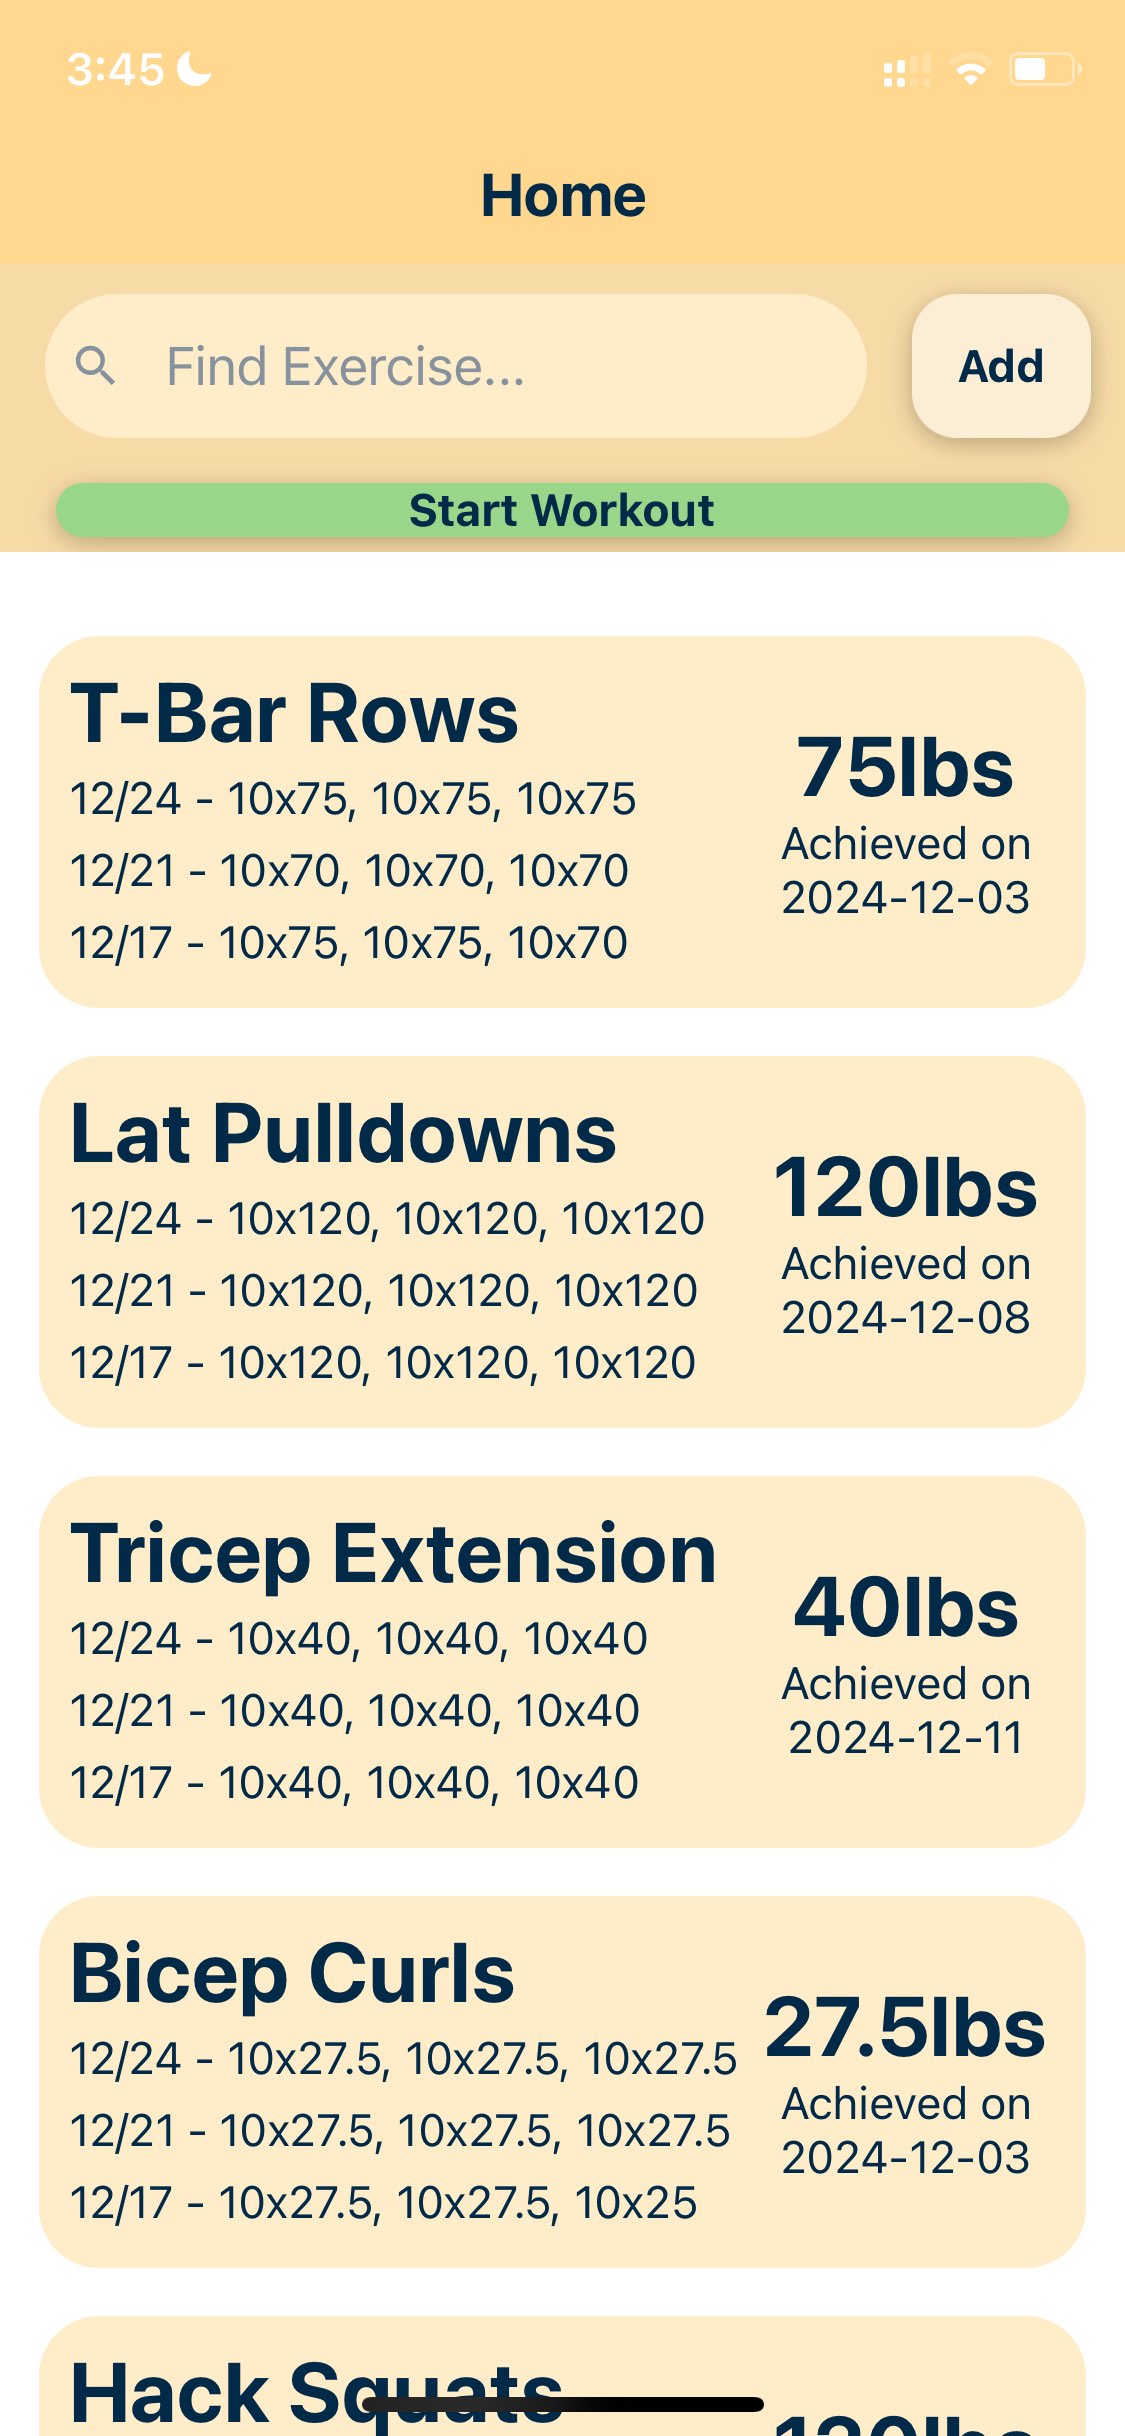 3:45
Home
Find Exercise...
Add
Start Workout
T-Bar Rows
12/24 - 10x75, 10x75, 10x75
12/21 - 10x70, 10x70, 10x70
12/17 - 10x75, 10x75, 10x70
75lbs
Achieved on
2024-12-03
Lat Pulldowns
12/24 - 10x120, 10x120, 10x120
12/21 - 10x120, 10x120, 10x120
12/17 - 10x120, 10x120, 10x120
120lbs
Achieved on
2024-12-08
Tricep Extension
12/24 - 10x40, 10x40, 10x40
12/21 - 10x40, 10x40, 10x40
12/17 - 10x40, 10x40, 10x40
40lbs
Achieved on
2024-12-11
Bicep Curls
12/24 - 10x27.5, 10x27.5, 10x27.5
12/21 - 10x27.5, 10x27.5, 10x27.5
12/17 - 10x27.5, 10x27.5, 10x25
27.5lbs
Achieved on
2024-12-03
Hack Squats